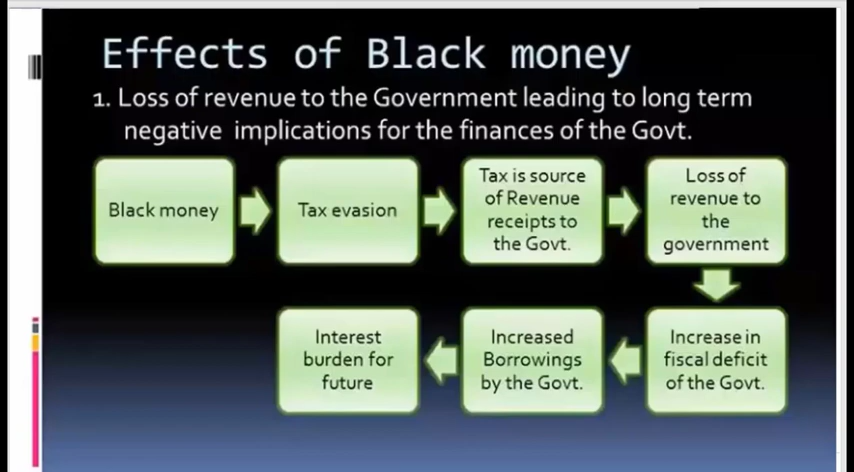 Effects of Black money
1. Loss of revenue to the Government leading to long term
negative implications for the finances of the Govt.
Black money
Tax evasion
Tax is source
of Revenue
receipts to
the Govt.
Loss of
revenue to
the
government
Increase in
fiscal deficit
of the Govt.
Increased
Borrowings
by the Govt.
Interest
burden for
future